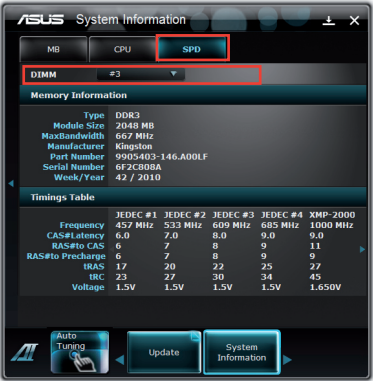 ASUS System Information
MB CPU SPD
DIMM #3
Memory Information
Type DDR3
Module Size 2048 MB
MaxBandwidth 667 MHz
Manufacturer Kingston
Part Number 9905403-146.A00LF
Serial Number 6F2C808A
Week/Year 42 / 2010
Timings Table
JEDEC #1 JEDEC #2 JEDEC #3 JEDEC #4 XMP-2000
Frequency 457 MHz 533 MHz 609 MHz 685 MHz 1000 MHz
CAS#Latency 6.0 7.0 8.0 9.0 9.0
RAS#to CAS 6 7 8 9 11
RAS#to Precharge 6 7 8 9 9
tRAS 17 20 22 25 27
tRC 23 27 30 34 45
Voltage 1.5V 1.5V 1.5V 1.5V 1.650V
Auto
Tuning
Update
System
Information